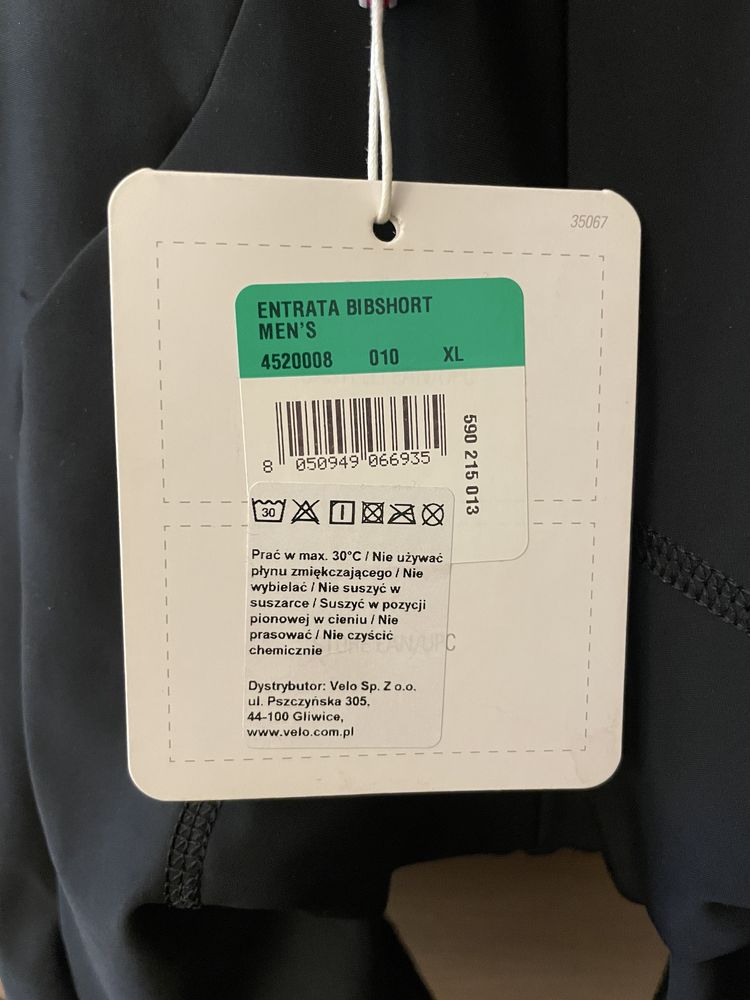 35067
ENTRATA BIBSHORT
MEN'S
4520008 010 XL
8 050949 066935
590 215 013
30
Prać w max. 30°C / Nie używać
płynu zmiękczającego / Nie
wybielać / Nie suszyć w
suszarce / Suszyć w pozycji
pionowej w cieniu / Nie
prasować / Nie czyścić
chemicznie
EAN/UPC
Dystrybutor: Velo Sp. Z o.o.
ul. Pszczyńska 305,
44-100 Gliwice,
www.velo.com.pl